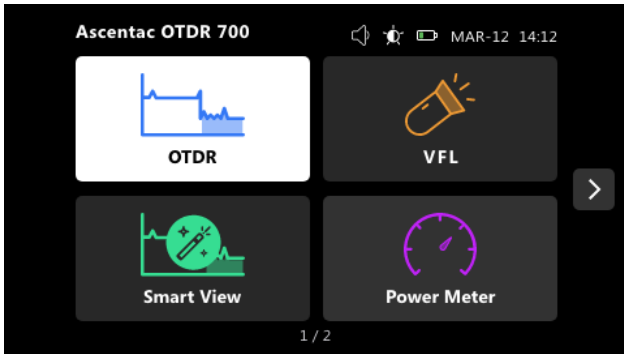 Ascentac OTDR 700 MAR-12 14:12
OTDR
VFL
Smart View
Power Meter
1 / 2